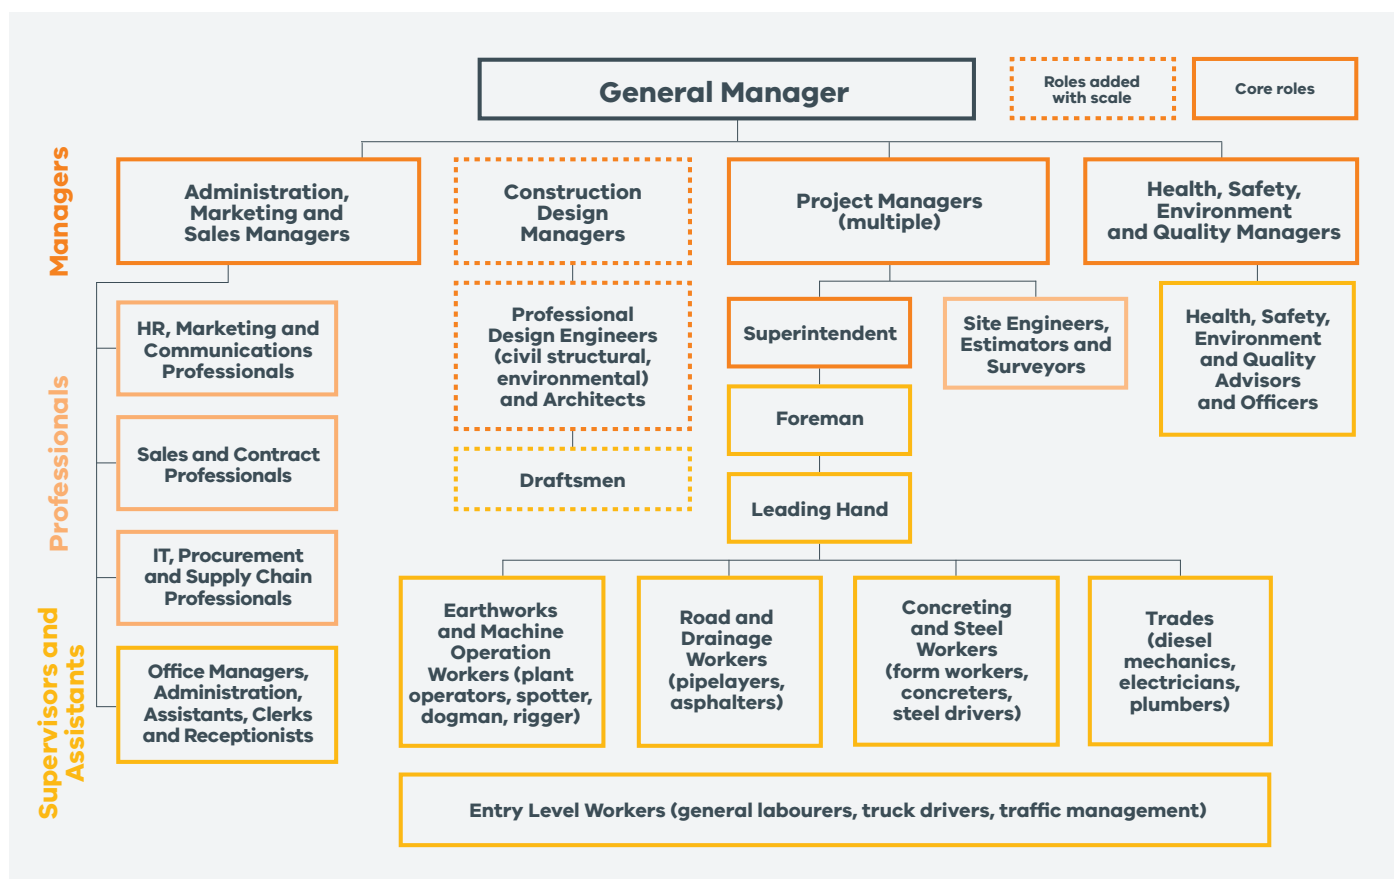 General Manager
Roles added
with scale
Core roles
Managers
Administration,
Marketing and
Sales Managers
Construction
Design
Managers
Project Managers
(multiple)
Health, Safety,
Environment
and Quality Managers
Professionals
HR, Marketing and
Communications
Professionals
Professional
Design Engineers
(civil structural,
environmental)
and Architects
Superintendent
Site Engineers,
Estimators and
Surveyors
Health, Safety,
Environment
and Quality
Advisors
and Officers
Foreman
Sales and Contract
Professionals
Draftsmen
Leading Hand
IT, Procurement
and Supply Chain
Professionals
Supervisors and
Assistants
Office Managers,
Administration,
Assistants, Clerks
and Receptionists
Earthworks
and Machine
Operation
Workers (plant
operators, spotter,
dogman, rigger)
Road and
Drainage
Workers
(pipelayers,
asphalters)
Concreting
and Steel
Workers
(form workers,
concreters,
steel drivers)
Trades
(diesel
mechanics,
electricians,
plumbers)
Entry Level Workers (general labourers, truck drivers, traffic management)